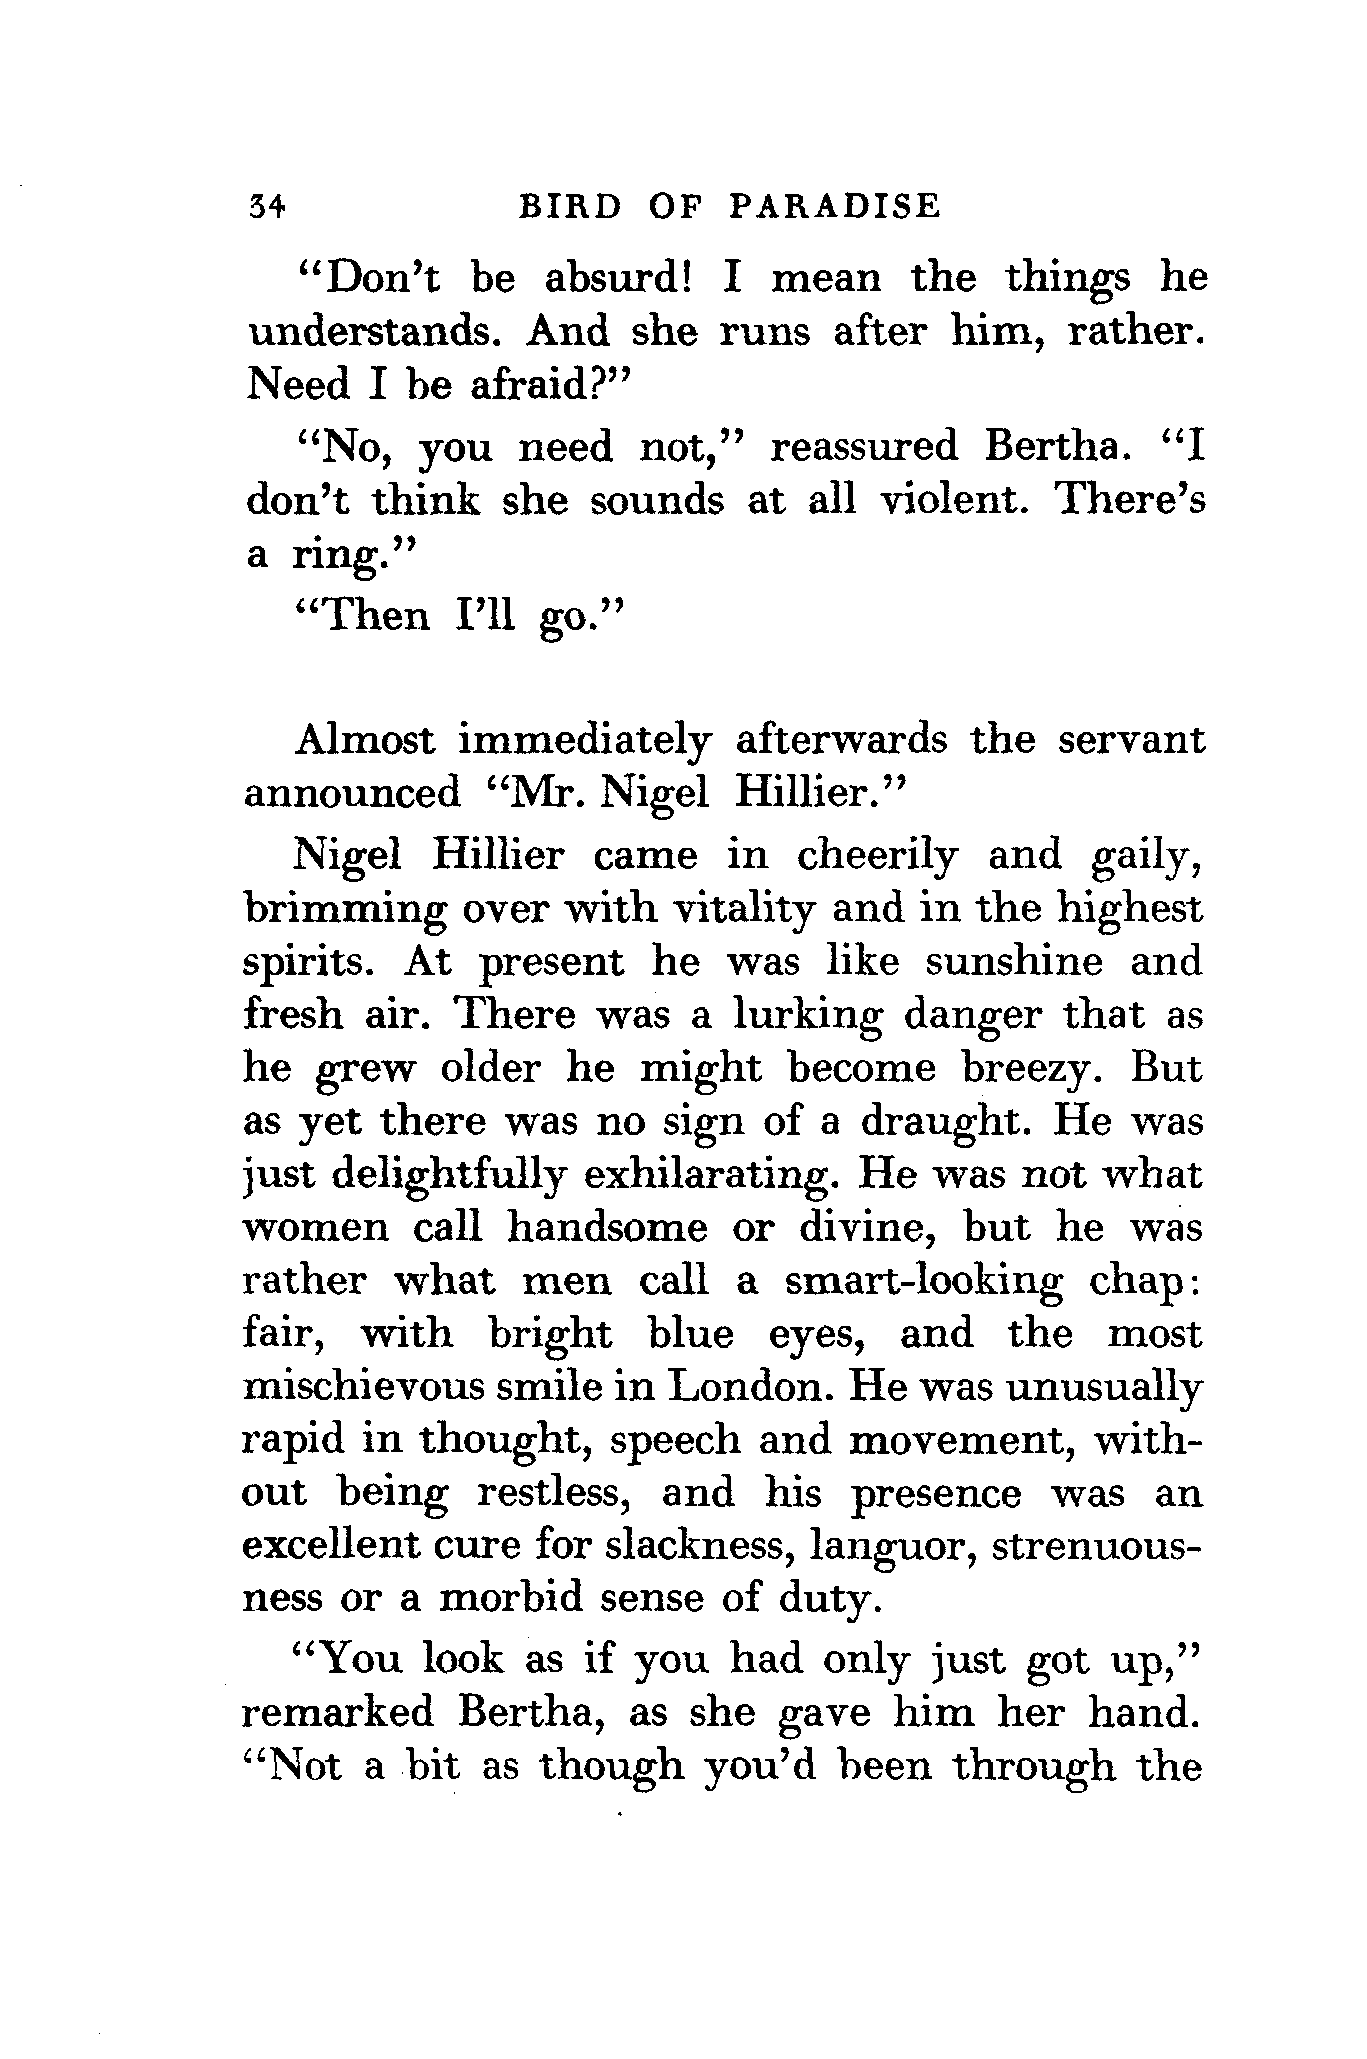 34 BIRD OF PARADISE
“Don’t be absurd! I mean the things he
understands. And she runs after him, rather.
Need I be afraid?”
“No, you need not,” reassured Bertha. “I
don’t think she sounds at all violent. There’s
a ring.”
“Then I’ll go.”
Almost immediately afterwards the servant
announced “Mr. Nigel Hillier.”
Nigel Hillier came in cheerily and gaily,
brimming over with vitality and in the highest
spirits. At present he was like sunshine and
fresh air. There was a lurking danger that as
he grew older he might become breezy. But
as yet there was no sign of a draught. He was
just delightfully exhilarating. He was not what
women call handsome or divine, but he was
rather what men call a smart-looking chap:
fair, with bright blue eyes, and the most
mischievous smile in London. He was unusually
rapid in thought, speech and movement, with-
out being restless, and his presence was an
excellent cure for slackness, languor, strenuous-
ness or a morbid sense of duty.
“You look as if you had only just got up,”
remarked Bertha, as she gave him her hand.
“Not a bit as though you’d been through the